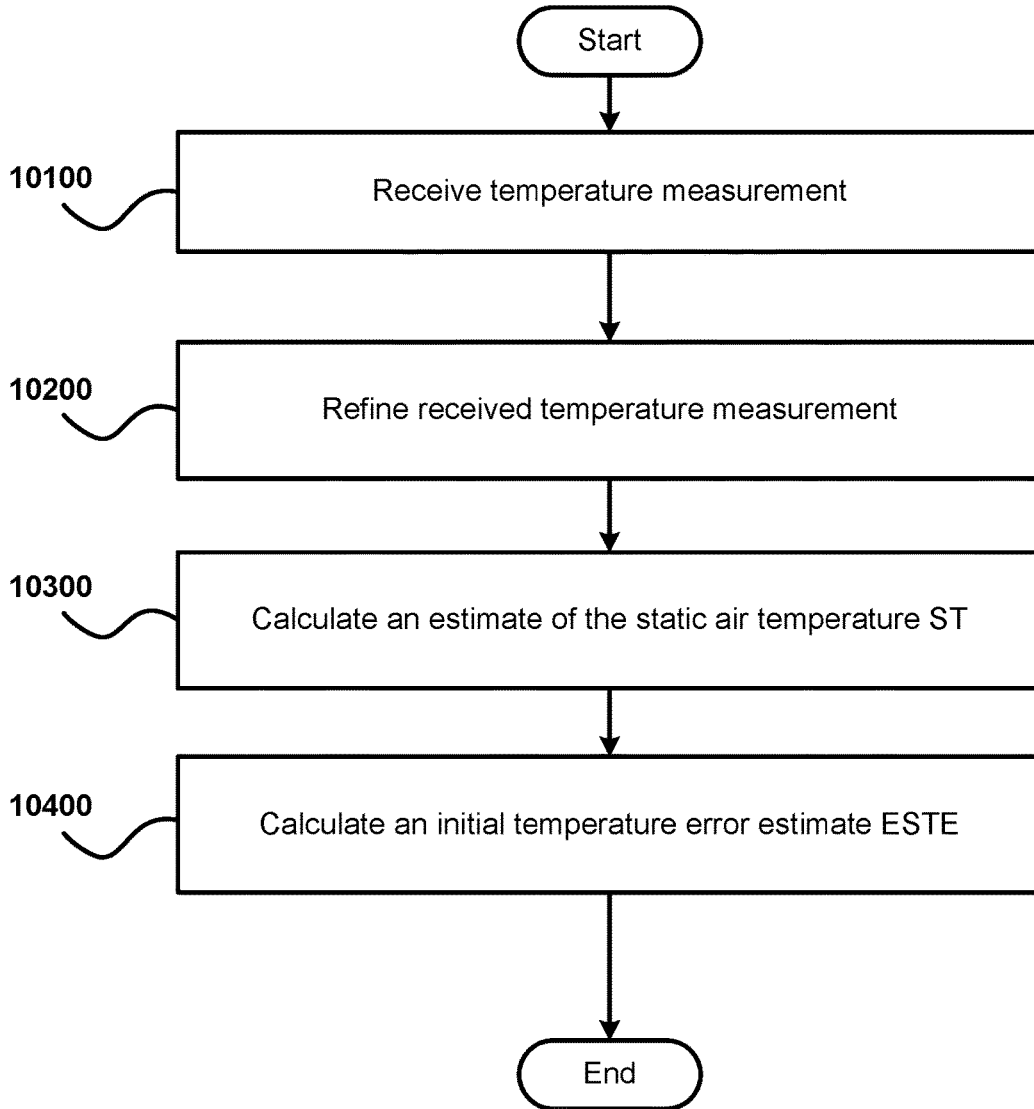 Start
10100
Receive temperature measurement
10200
Refine received temperature measurement
10300
Calculate an estimate of the static air temperature ST
10400
Calculate an initial temperature error estimate ESTE
End